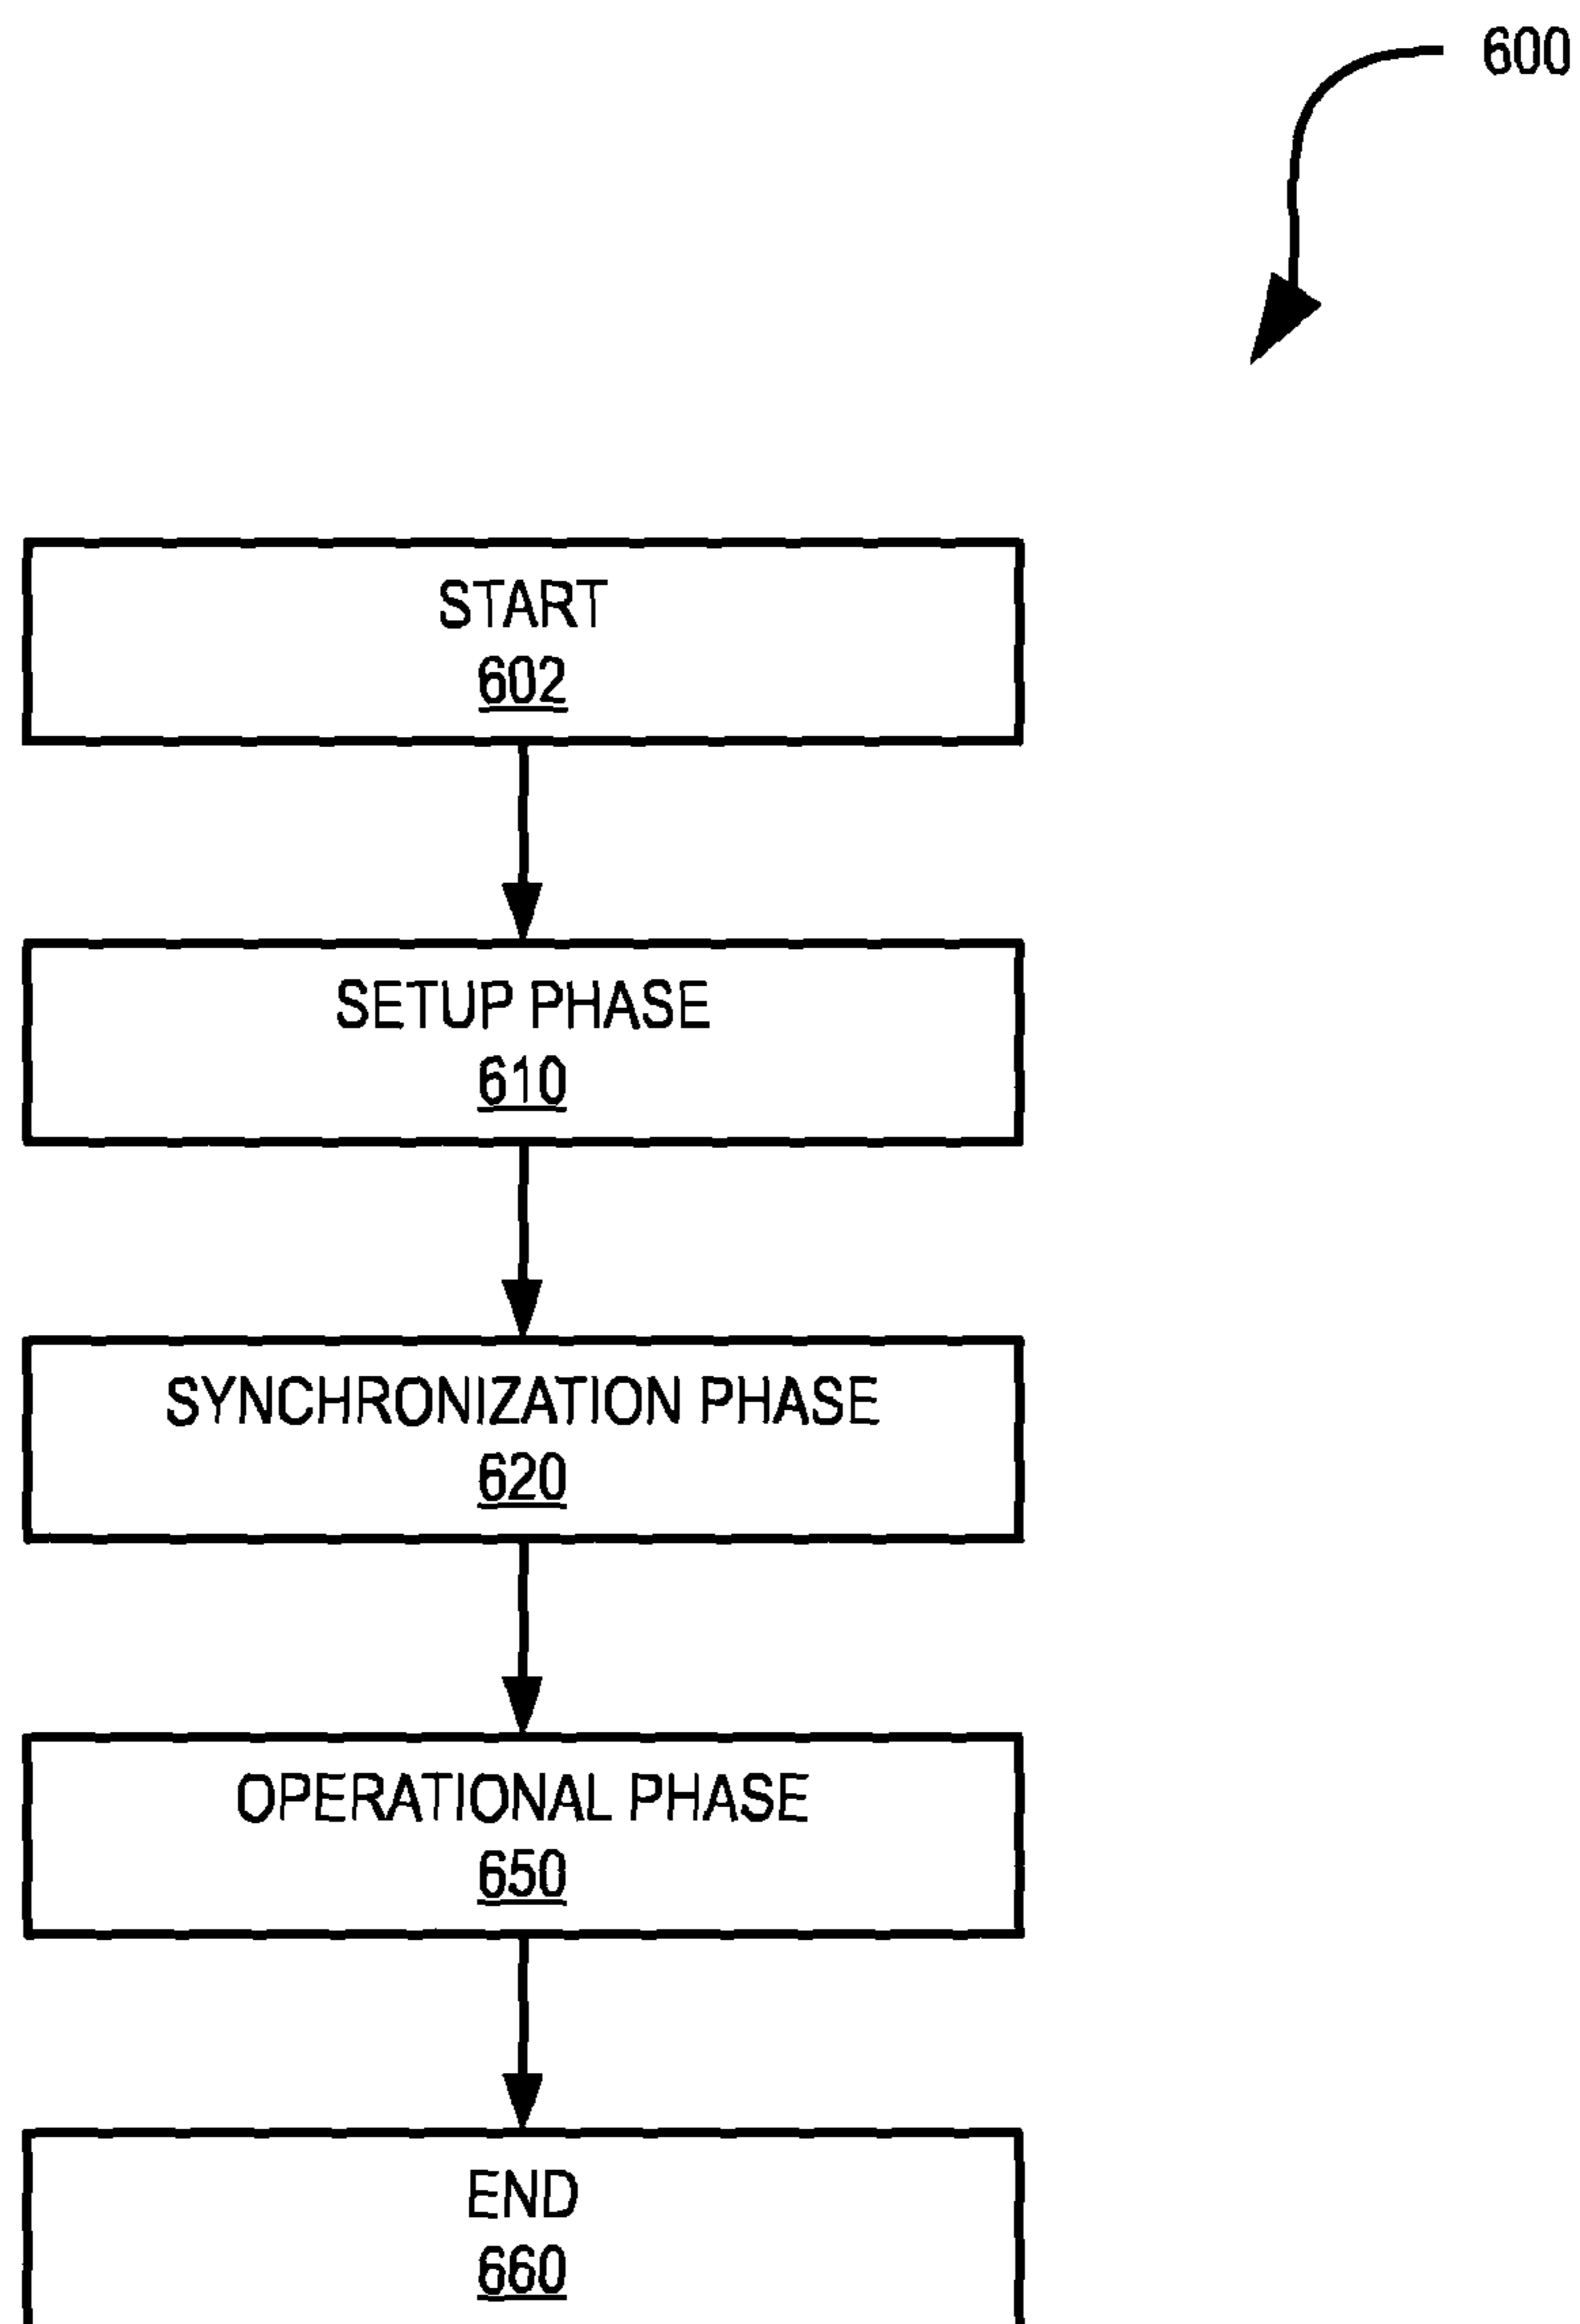 600
START
602
SETUP PHASE
610
SYNCHRONIZATION PHASE
620
OPERATIONAL PHASE
650
END
660